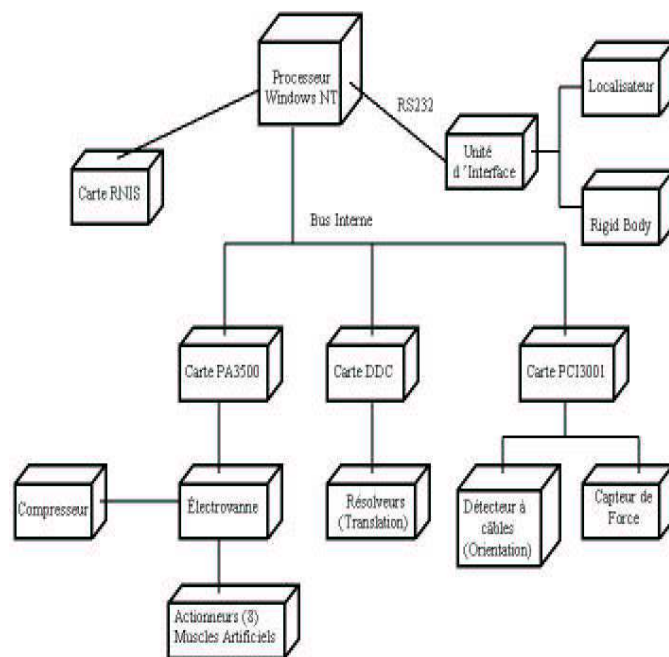 Processeur
Windows NT
Localisateur
RS232
Unité
d 'Interface
Carte RNIS
Rigid Body
Bus Interne
Carte PA3500
Carte DDC
Carte PCI3001
Compresseur
Électrovanne
Résolveurs
(Translation)
Détecteur à
câbles
(Orientation)
Capteur de
Force
Actionneurs (8)
Muscles Artificiels